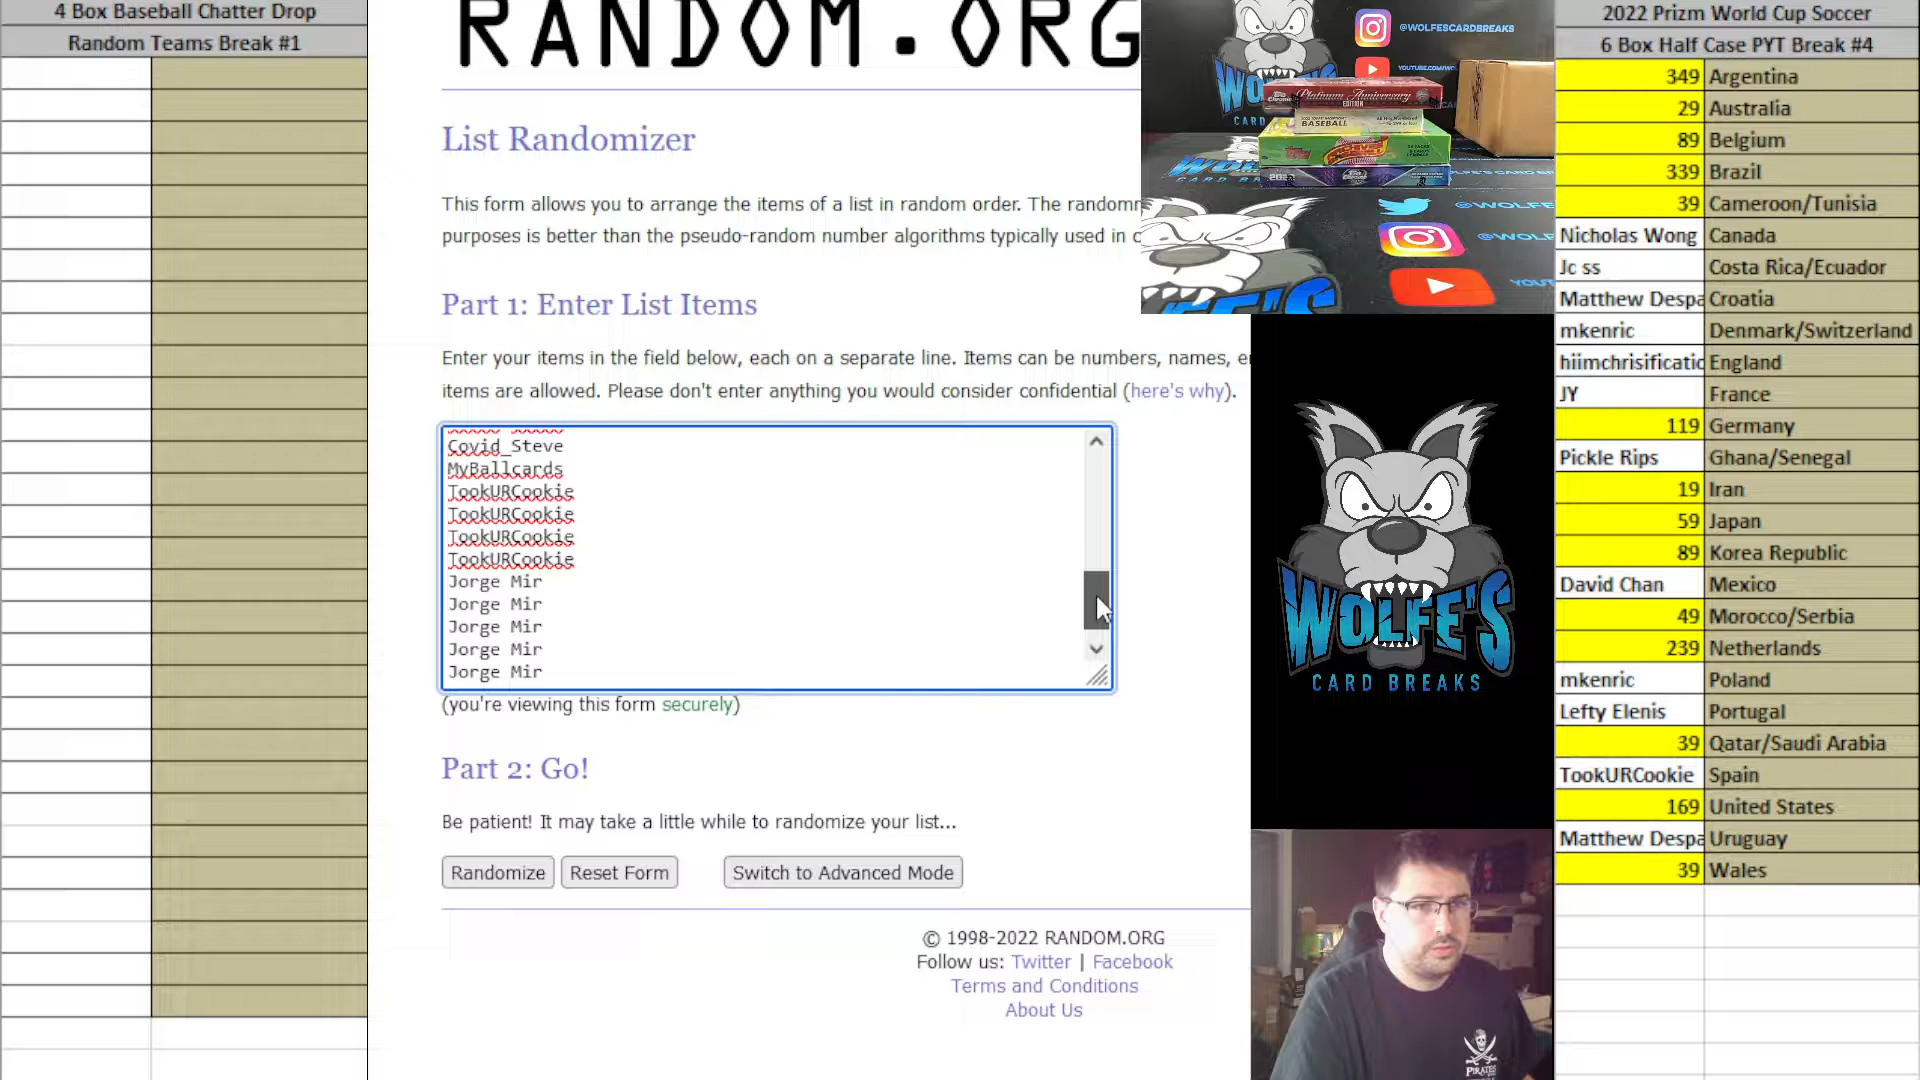 4 Box Baseball Chatter Drop
Random Teams Break #1
RANDOM.ORG
List Randomizer
This form allows you to arrange the items of a list in random order. The
purposes is better than the pseudo-random number algorithms typically used in
Part 1: Enter List Items
Enter your items in the field below, each on a separate line. Items can be numbers, names,
items are allowed. Please don't enter anything you would consider confidential (here's why).
Covid_Steve
MyBallcards
TookURCookie
TookURCookie
TookURCookie
TookURCookie
Jorge Mir
Jorge Mir
Jorge Mir
Jorge Mir
Jorge Mir
(you're viewing this form securely)
Part 2: Go!
Be patient! It may take a little while to randomize your list...
Randomize
Reset Form
Switch to Advanced Mode
© 1998-2022 RANDOM.ORG
Follow us: Twitter | Facebook
Terms and Conditions
About Us
@WOLFESCARDBREAKS
Platinum Anniversary
EDITION
BASEBALL
WOLFE'S
CARD BREAKS
PIRATES
2022 Prizm World Cup Soccer
6 Box Half Case PYT Break #4
349 Argentina
29 Australia
89 Belgium
339 Brazil
39 Cameroon/Tunisia
Nicholas Wong Canada
Jc ss Costa Rica/Ecuador
Matthew Despa Croatia
mkenric Denmark/Switzerland
hiimchrisificatic England
JY France
119 Germany
Pickle Rips Ghana/Senegal
19 Iran
59 Japan
89 Korea Republic
David Chan Mexico
49 Morocco/Serbia
239 Netherlands
mkenric Poland
Lefty Elenis Portugal
39 Qatar/Saudi Arabia
TookURCookie Spain
169 United States
Matthew Despa Uruguay
39 Wales